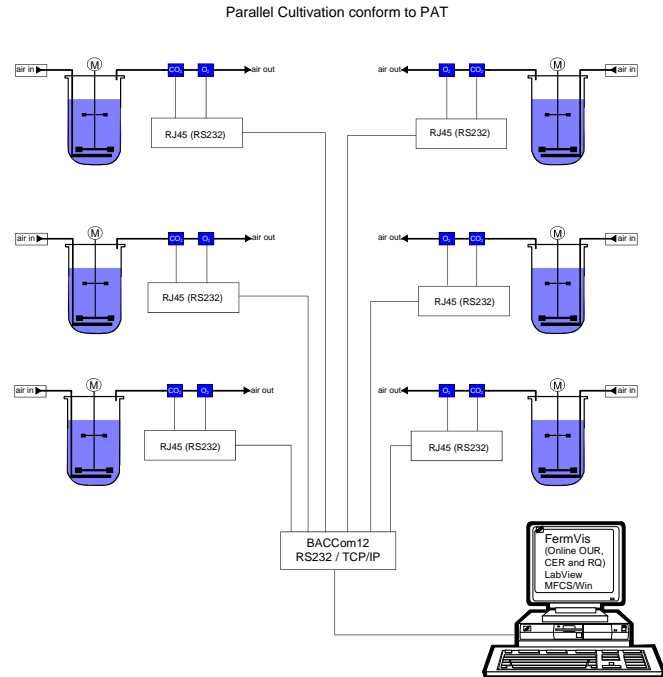 Parallel Cultivation conform to PAT
air in
M
CO₂
O₂
air out
RJ45 (RS232)
air out
O₂
CO₂
M
air in
RJ45 (RS232)
air in
M
CO₂
O₂
air out
RJ45 (RS232)
air out
O₂
CO₂
M
air in
RJ45 (RS232)
air in
M
CO₂
O₂
air out
RJ45 (RS232)
air out
O₂
CO₂
M
air in
RJ45 (RS232)
BACCom12
RS232 / TCP/IP
FermVis
(Online OUR,
CER and RQ)
LabView
MFCS/Win